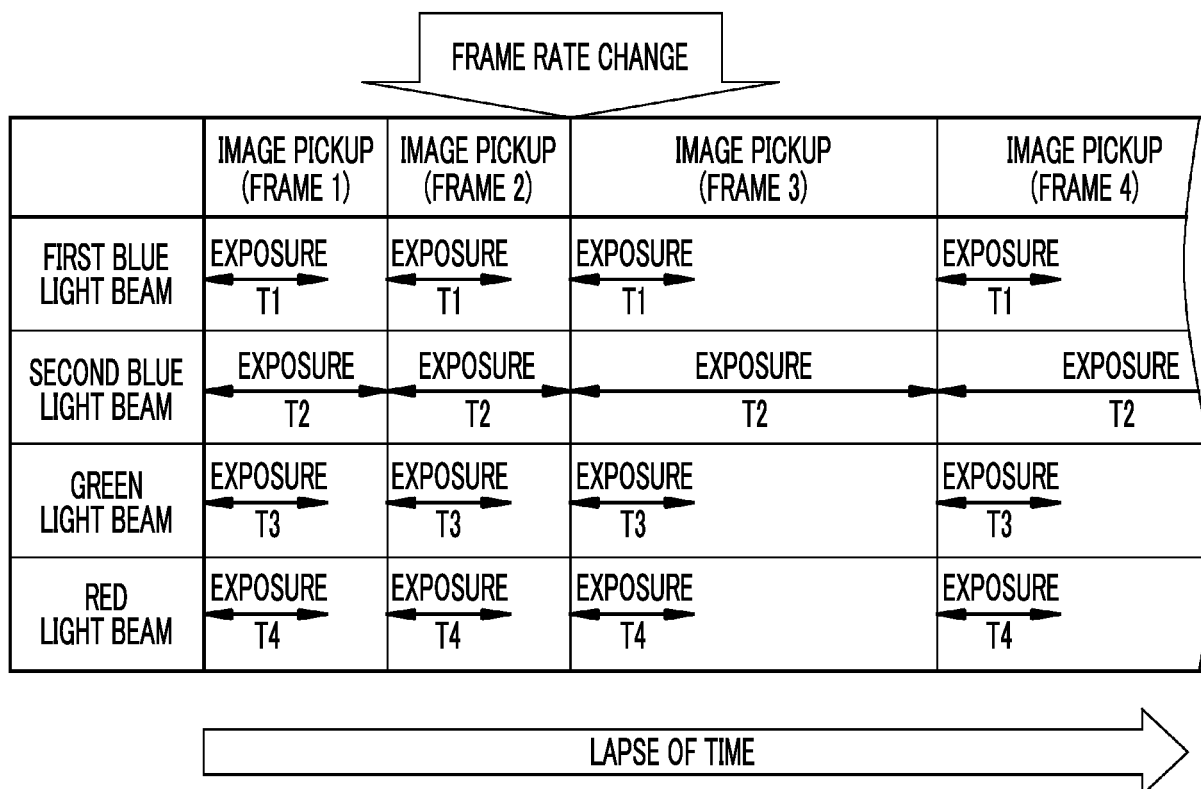 FRAME RATE CHANGE
IMAGE PICKUP
(FRAME 1)
IMAGE PICKUP
(FRAME 2)
IMAGE PICKUP
(FRAME 3)
IMAGE PICKUP
(FRAME 4)
FIRST BLUE
LIGHT BEAM
EXPOSURE
T1
EXPOSURE
T1
EXPOSURE
T1
EXPOSURE
T1
SECOND BLUE
LIGHT BEAM
EXPOSURE
T2
EXPOSURE
T2
EXPOSURE
T2
EXPOSURE
T2
GREEN
LIGHT BEAM
EXPOSURE
T3
EXPOSURE
T3
EXPOSURE
T3
EXPOSURE
T3
RED
LIGHT BEAM
EXPOSURE
T4
EXPOSURE
T4
EXPOSURE
T4
EXPOSURE
T4
LAPSE OF TIME